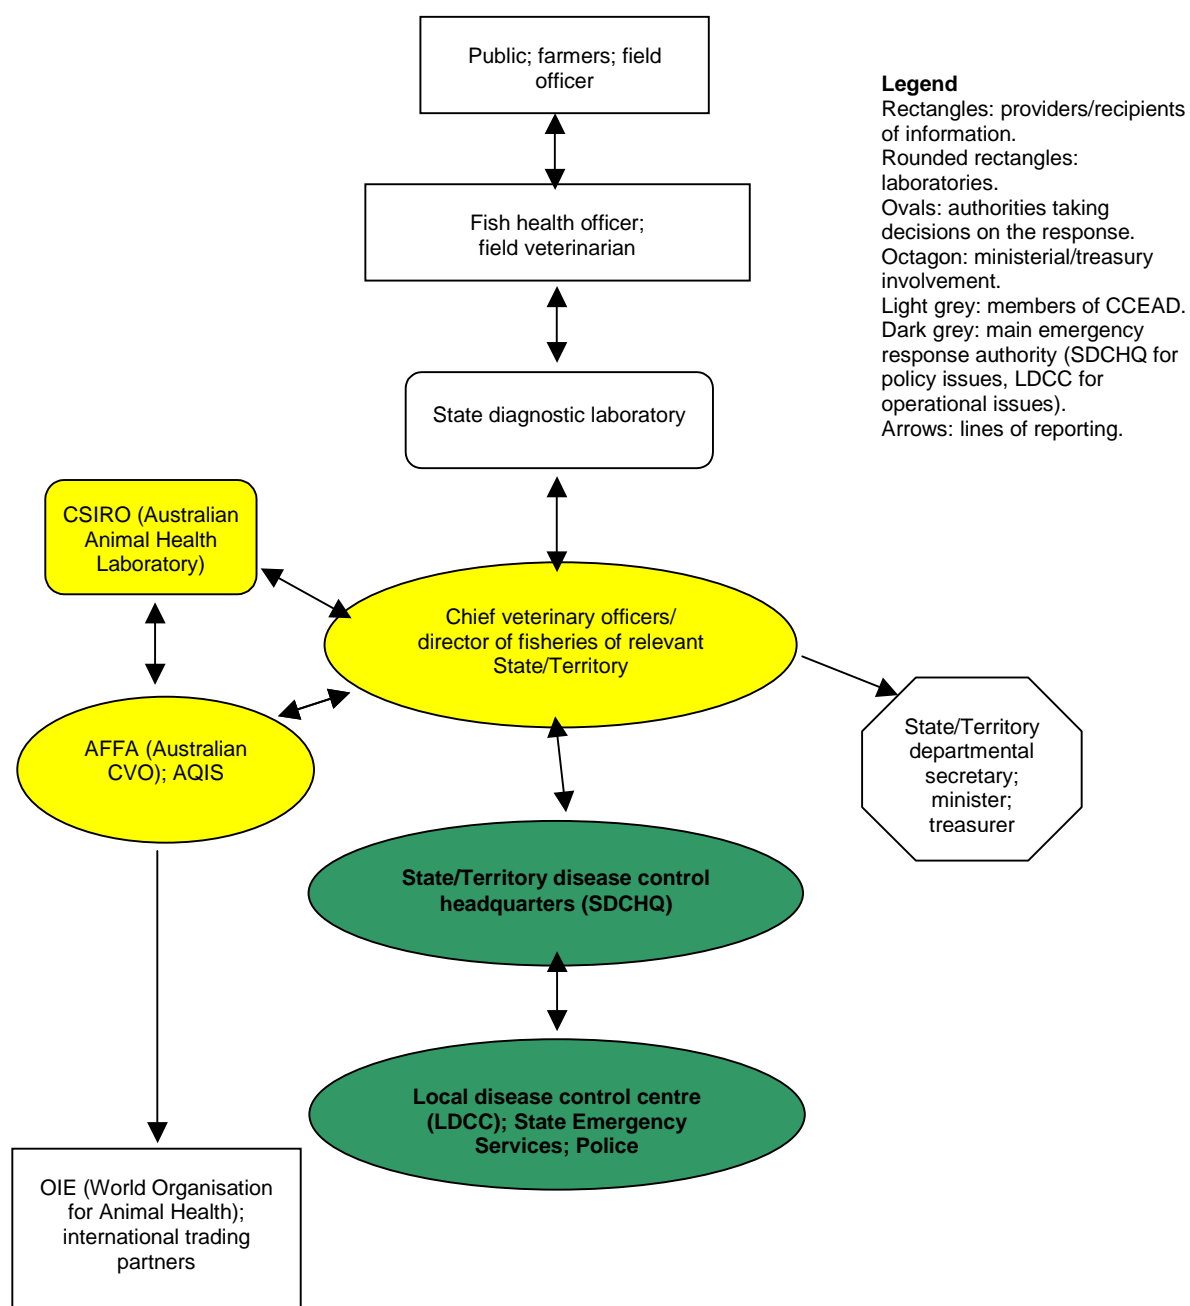 Public; farmers; field
officer
Legend
Rectangles: providers/recipients
of information.
Rounded rectangles:
laboratories.
Ovals: authorities taking
decisions on the response.
Octagon: ministerial/treasury
involvement.
Light grey: members of CCEAD.
Dark grey: main emergency
response authority (SDCHQ for
policy issues, LDCC for
operational issues).
Arrows: lines of reporting.
Fish health officer;
field veterinarian
State diagnostic laboratory
CSIRO (Australian
Animal Health
Laboratory)
Chief veterinary officers/
director of fisheries of relevant
State/Territory
AFFA (Australian
CVO); AQIS
State/Territory
departmental
secretary;
minister;
treasurer
State/Territory disease control
headquarters (SDCHQ)
Local disease control centre
(LDCC); State Emergency
Services; Police
OIE (World Organisation
for Animal Health);
international trading
partners